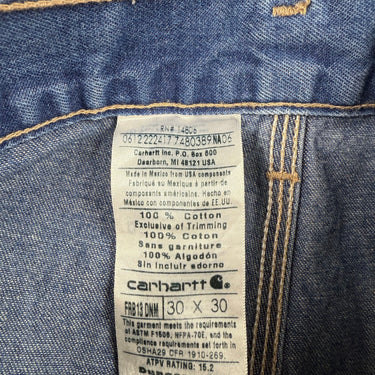 RN# 14806
0612222417 7480389NA06
Carhartt Inc. P.O. Box 600
Dearborn, MI 48121 USA
Made in Mexico from USA components
Fabriqué au Mexique à partir de
composants américains. Hecho en
México con componentes de EE.UU.
100 % Cotton
Exclusive of Trimming
100 % Coton
Sans garniture
100% Algodón
Sin incluir adorno
carhartt
FRB13 DNM 30 X 30
This garment meets the requirements
of ASTM F1506, NFPA-70E, and the
compliance requirements set forth in
OSHA29 CFR 1910-269.
ATPV RATING: 15.2